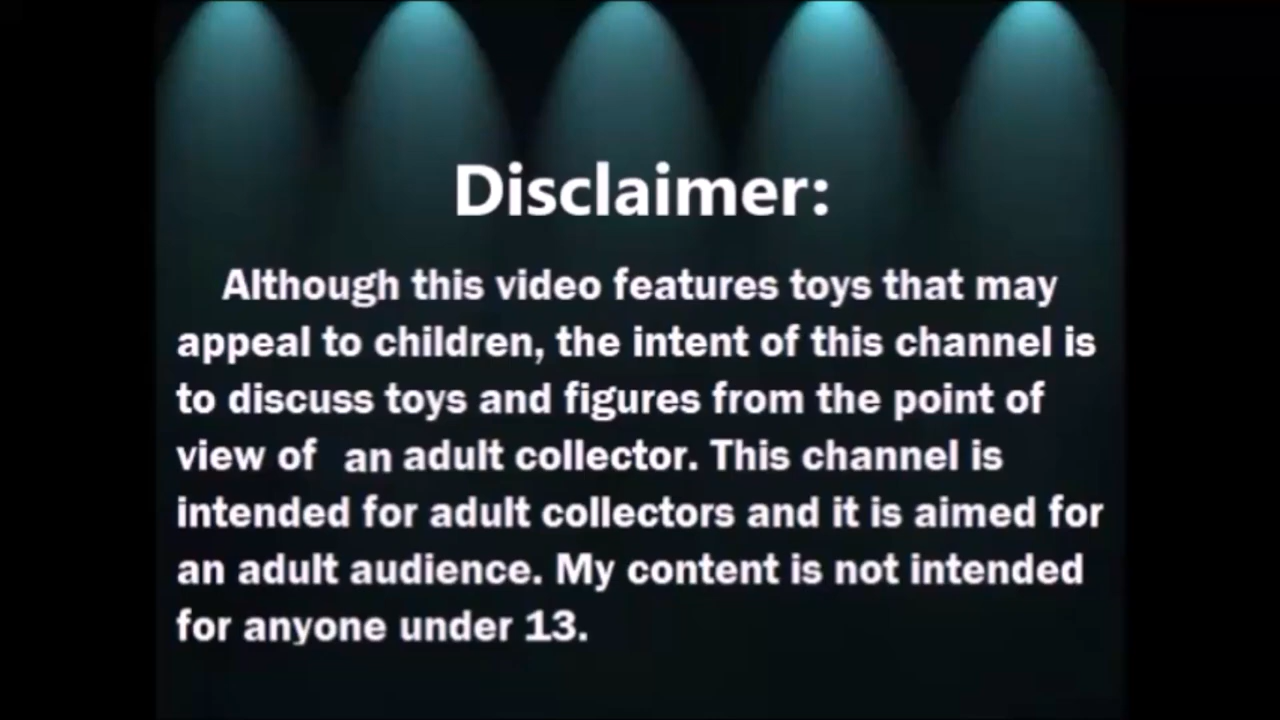 Disclaimer:
Although this video features toys that may
appeal to children, the intent of this channel is
to discuss toys and figures from the point of
view of an adult collector. This channel is
intended for adult collectors and it is aimed for
an adult audience. My content is not intended
for anyone under 13.